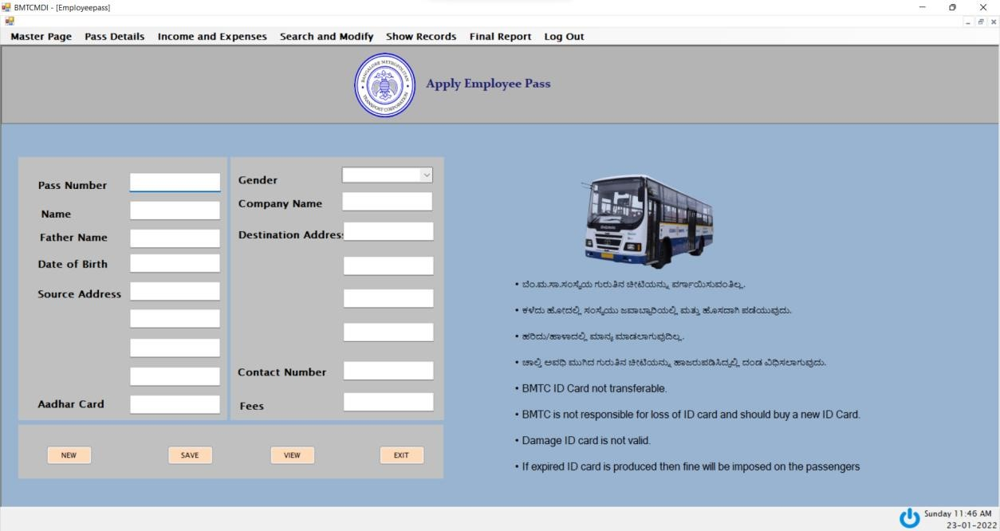 BMTCMDI - [Employeepass]
Master Page Pass Details Income and Expenses Search and Modify Show Records Final Report Log Out
BANGALORE METROPOLITAN
TRANSPORT CORPORATION
Apply Employee Pass
Pass Number
Name
Father Name
Date of Birth
Source Address
Aadhar Card
Gender
Company Name
Destination Addres
Contact Number
Fees
NEW SAVE VIEW EXIT
• ಬೆಂ.ಮ.ಸಾ.ಸಂಸ್ಥೆಯ ಗುರುತಿನ ಚೀಟಿಯನ್ನು ವರ್ಗಾಯಿಸುವಂತಿಲ್ಲ.
• ಕಳೆದು ಹೋದಲ್ಲಿ ಸಂಸ್ಥೆಯು ಜವಾಬ್ದಾರಿಯಲ್ಲಿ ಮತ್ತು ಹೊಸದಾಗಿ ಪಡೆಯುವುದು.
• ಹರಿದು/ಹಾಳಾದಲ್ಲಿ ಮಾನ್ಯ ಮಾಡಲಾಗುವುದಿಲ್ಲ.
• ಚಾಲ್ತಿ ಅವಧಿ ಮುಗಿದ ಗುರುತಿನ ಚೀಟಿಯನ್ನು ಹಾಜರುಪಡಿಸಿದ್ದಲ್ಲಿ ದಂಡ ವಿಧಿಸಲಾಗುವುದು.
• BMTC ID Card not transferable.
• BMTC is not responsible for loss of ID card and should buy a new ID Card.
• Damage ID card is not valid.
• If expired ID card is produced then fine will be imposed on the passengers
Sunday 11:46 AM
23-01-2022